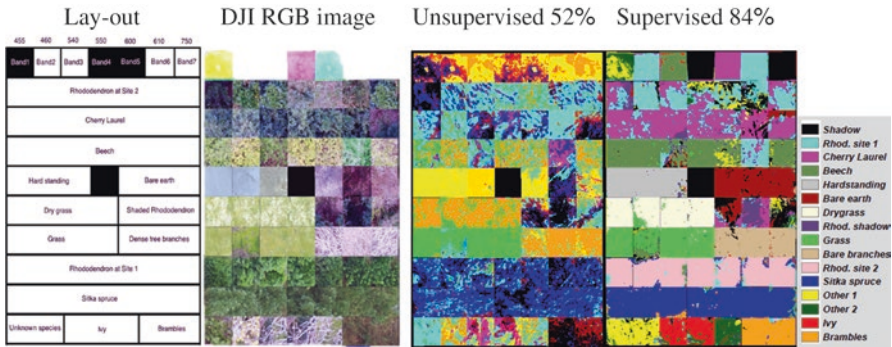 Lay-out
DJI RGB image
Unsupervised 52%
Supervised 84%
455 460 540 550 600 610 750
Band1 Band2 Band3 Band4 Band5 Band6 Band7
Rhododendron at Site 2
Cherry Laurel
Beech
Hard standing
Bare earth
Dry grass
Shaded Rhododendron
Grass
Dense tree branches
Rhododendron at Site 1
Sitka spruce
Unknown species
Ivy
Brambles
Shadow
Rhod. site 1
Cherry Laurel
Beech
Hardstanding
Bare earth
Drygrass
Rhod. shadow
Grass
Bare branches
Rhod. site 2
Sitka spruce
Other 1
Other 2
Ivy
Brambles